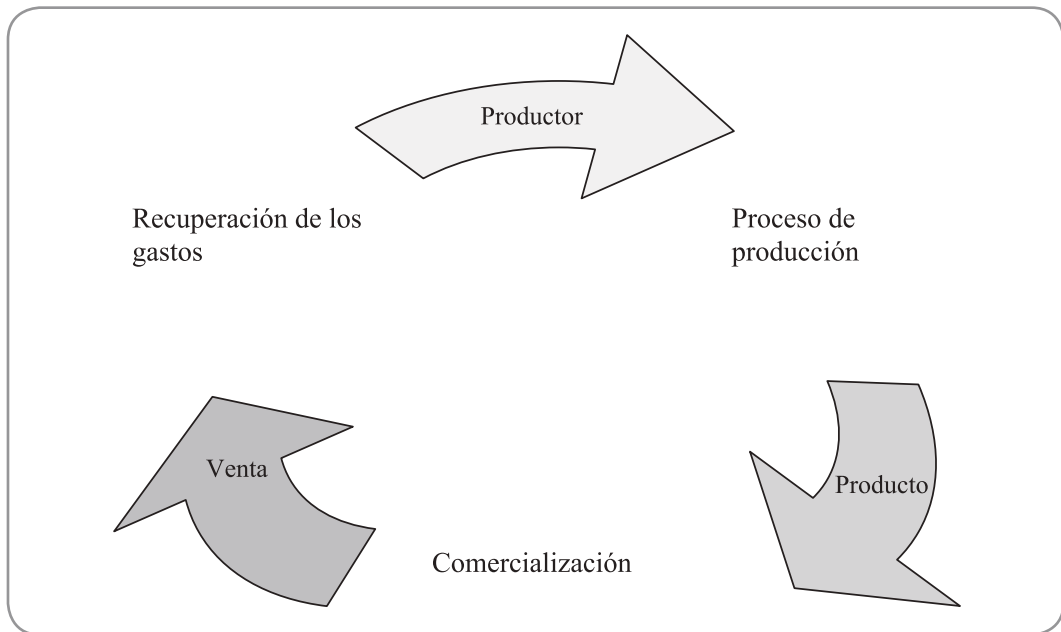 Productor
Recuperación de los
gastos
Proceso de
producción
Venta
Producto
Comercialización